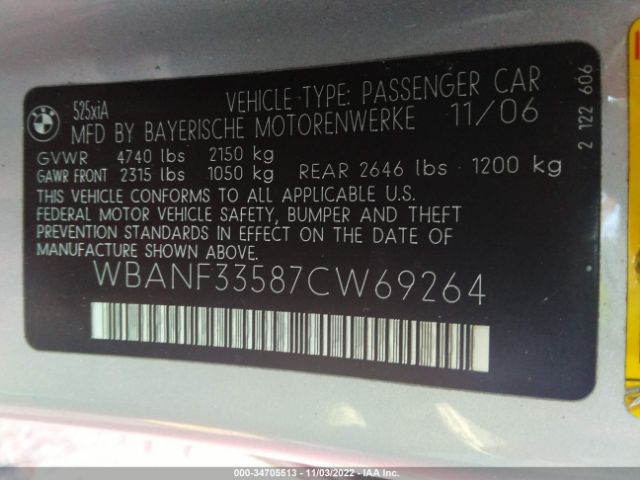 BMW
525xiA
VEHICLE-TYPE: PASSENGER CAR
MFD BY BAYERISCHE MOTORENWERKE 11/06
GVWR 4740 lbs 2150 kg
GAWR FRONT 2315 lbs 1050 kg REAR 2646 lbs - 1200 kg
THIS VEHICLE CONFORMS TO ALL APPLICABLE U.S.
FEDERAL MOTOR VEHICLE SAFETY, BUMPER AND THEFT
PREVENTION STANDARDS IN EFFECT ON THE DATE OF
MANUFACTURE SHOWN ABOVE.
WBANF33587CW69264
2 122 606
000-34705513 - 11/03/2022 - IAA Inc.